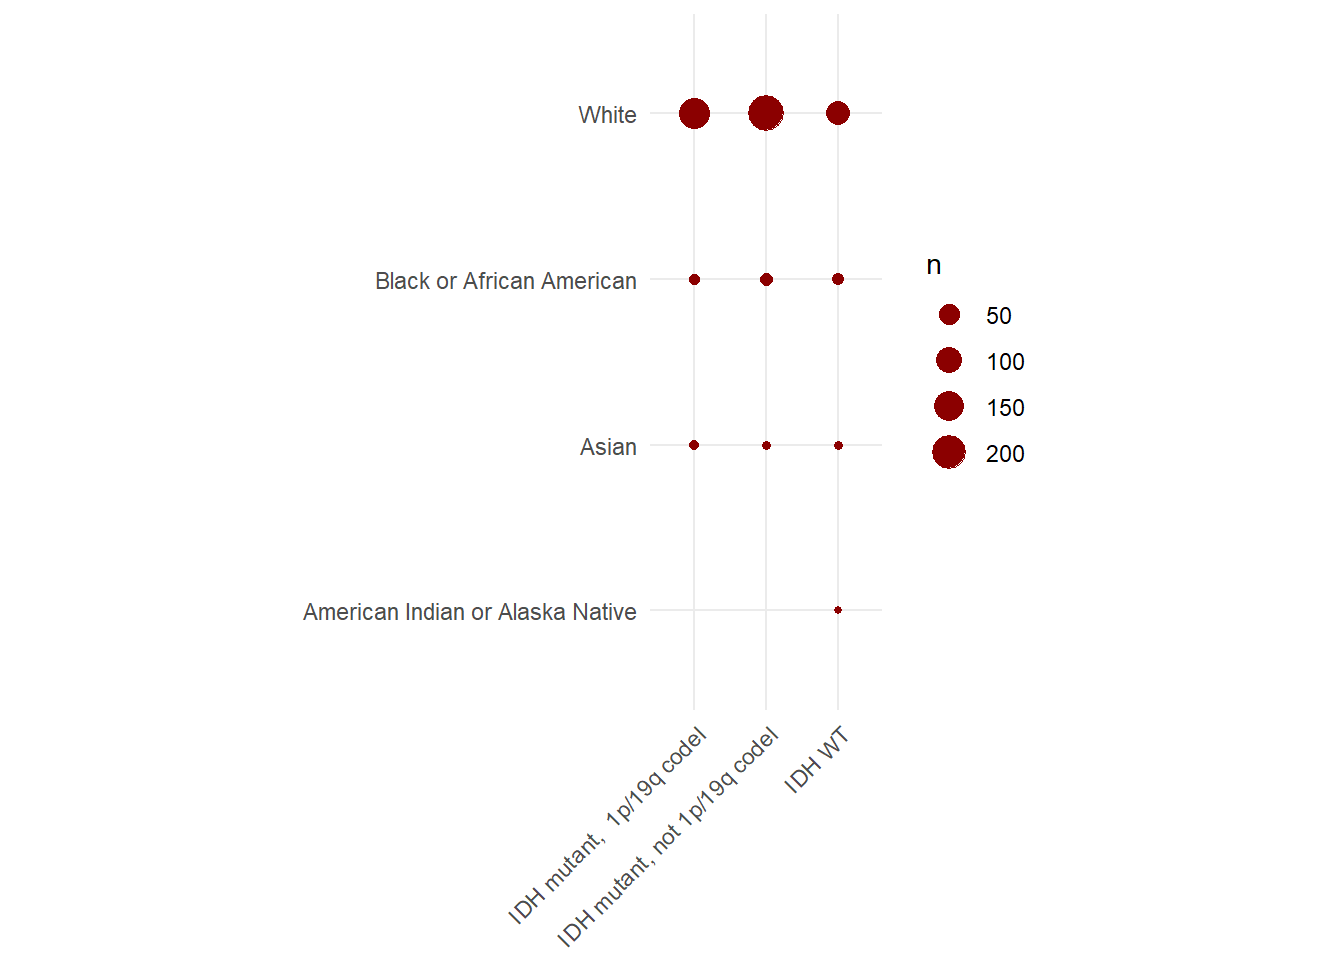 White
Black or African American
Asian
American Indian or Alaska Native
n
50
100
150
200
IDH mutant,  1p/19q codel
IDH mutant, not 1p/19q codel
IDH WT